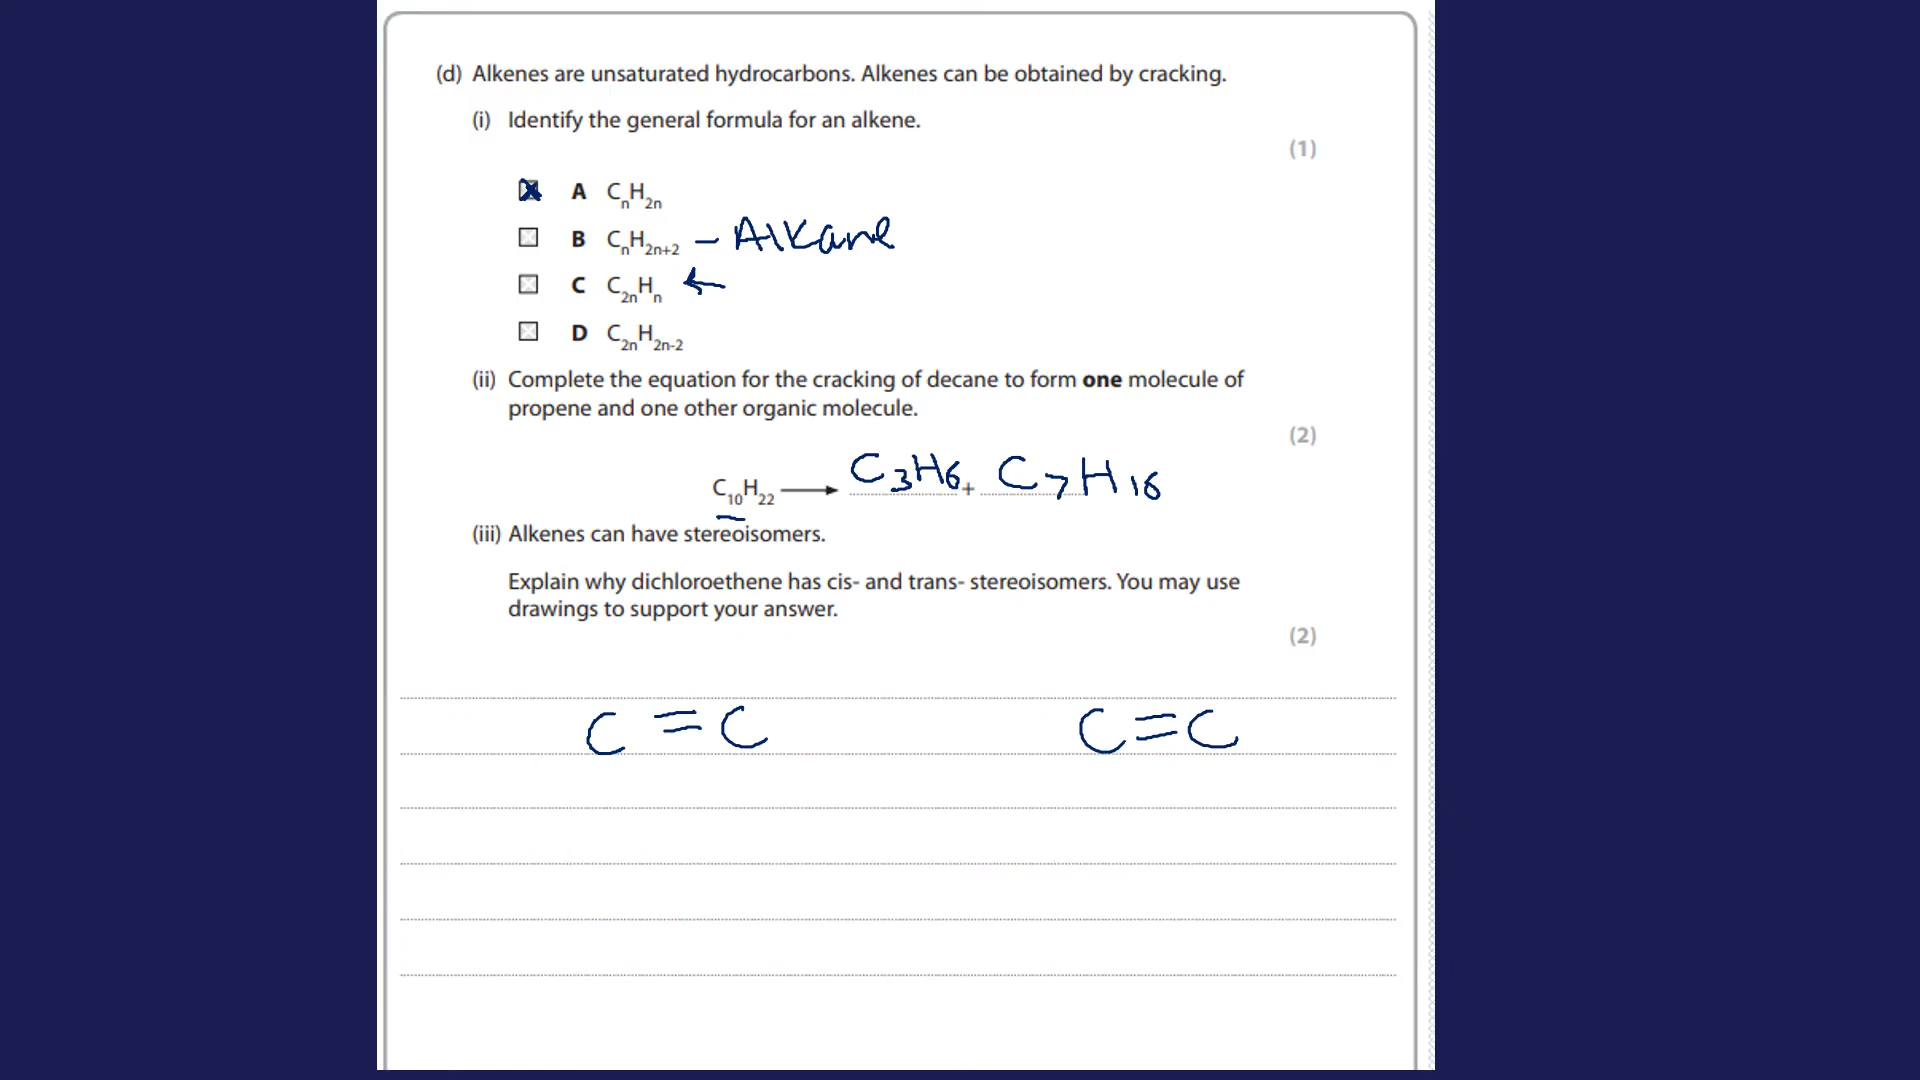 (d) Alkenes are unsaturated hydrocarbons. Alkenes can be obtained by cracking.
(i) Identify the general formula for an alkene.
(1)
A CnH2n
B CnH2n+2 – Alkane
C C2nHn ←
D C2nH2n-2
(ii) Complete the equation for the cracking of decane to form one molecule of
propene and one other organic molecule.
(2)
C10H22 ⟶ C3H6 + C7H16
(iii) Alkenes can have stereoisomers.
Explain why dichloroethene has cis- and trans- stereoisomers. You may use
drawings to support your answer.
(2)
C = C C = C